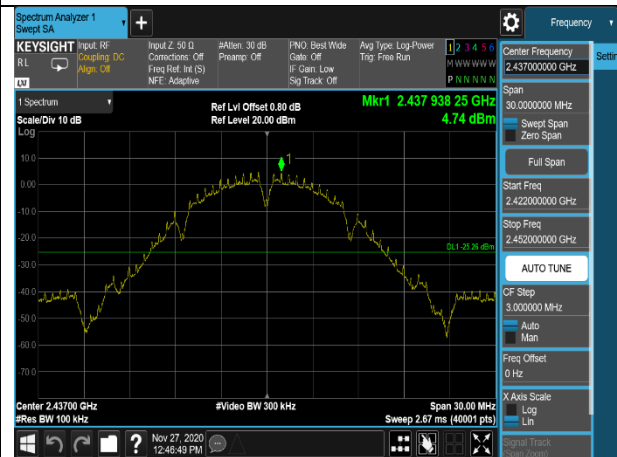 Spectrum Analyzer 1
Swept SA
Frequency
KEYSIGHT
RL
Input: RF
Coupling: DC
Align: Off
Input Z: 50 Ω
Corrections: Off
Freq Ref: Int (S)
NFE: Adaptive
#Atten: 30 dB
Preamp: Off
PNO: Best Wide
Gate: Off
IF Gain: Low
Sig Track: Off
Avg Type: Log-Power
Trig: Free Run
1 2 3 4 5 6
M W W W W W
P N N N N N
1 Spectrum
Scale/Div 10 dB
Log
Ref Lvl Offset 0.80 dB
Ref Level 20.00 dBm
Mkr1 2.437 938 25 GHz
4.74 dBm
10.0
0.00
-10.0
-20.0
-30.0
-40.0
-50.0
-60.0
-70.0
1
DL1 -25.26 dBm
Center 2.43700 GHz
#Res BW 100 kHz
#Video BW 300 kHz
Span 30.00 MHz
Sweep 2.67 ms (40001 pts)
Center Frequency
2.437000000 GHz
Settin
Span
30.0000000 MHz
Swept Span
Zero Span
Full Span
Start Freq
2.422000000 GHz
Stop Freq
2.452000000 GHz
AUTO TUNE
CF Step
3.000000 MHz
Auto
Man
Freq Offset
0 Hz
X Axis Scale
Log
Lin
Signal Track
(Span Zoom)
Nov 27, 2020
12:46:49 PM